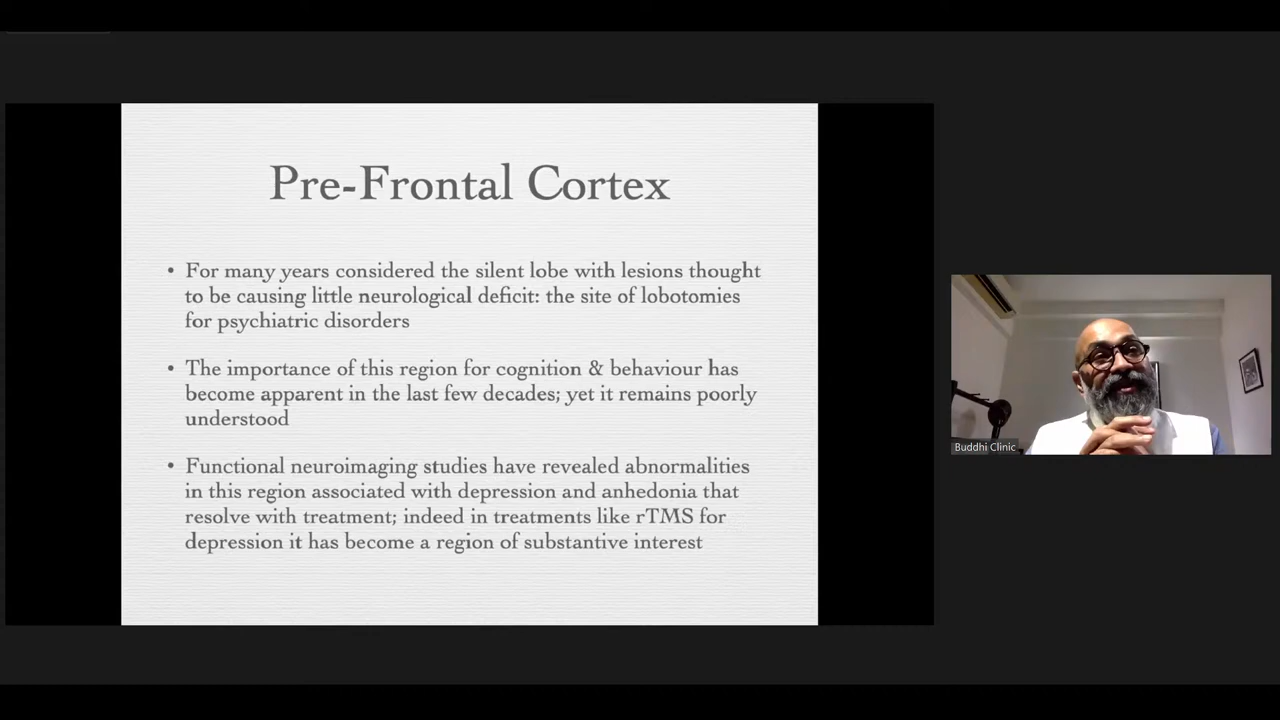 Pre-Frontal Cortex
• For many years considered the silent lobe with lesions thought
to be causing little neurological deficit: the site of lobotomies
for psychiatric disorders
• The importance of this region for cognition & behaviour has
become apparent in the last few decades; yet it remains poorly
understood
• Functional neuroimaging studies have revealed abnormalities
in this region associated with depression and anhedonia that
resolve with treatment; indeed in treatments like rTMS for
depression it has become a region of substantive interest
Buddhi Clinic